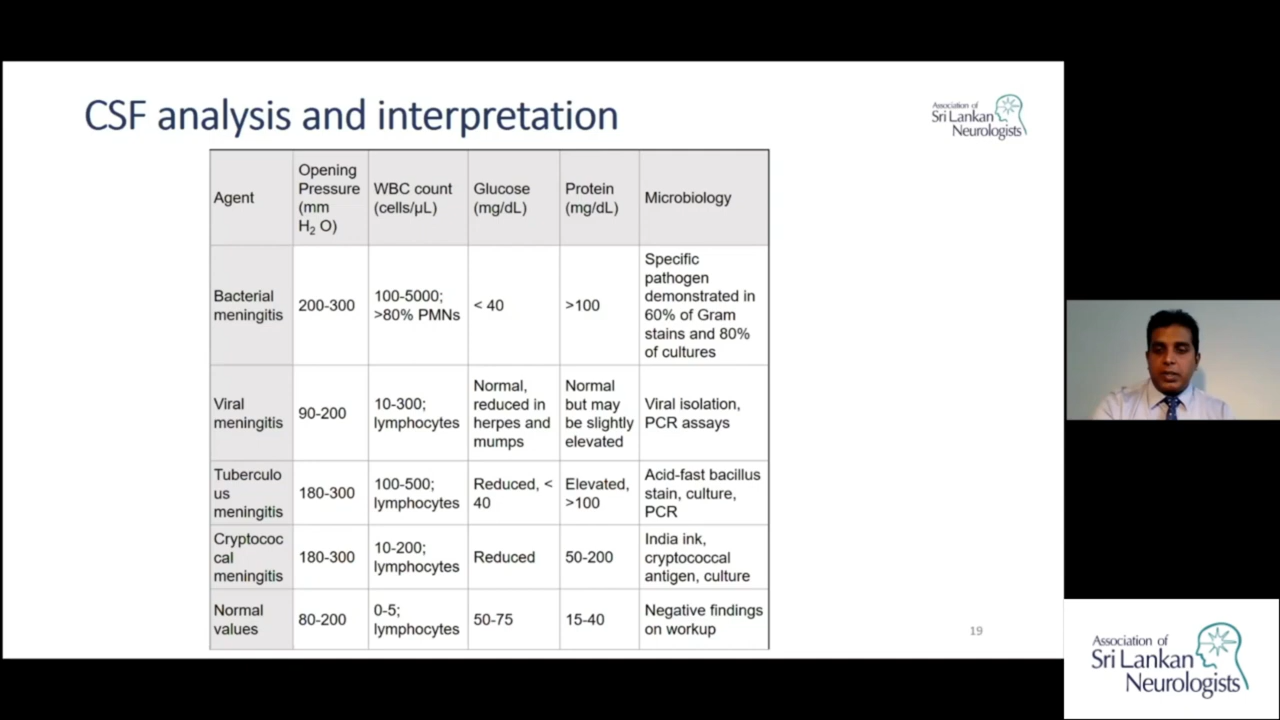 CSF analysis and interpretation
Association of
Sri Lankan
Neurologists
Agent
Opening
Pressure
(mm
H₂ O)
WBC count
(cells/µL)
Glucose
(mg/dL)
Protein
(mg/dL)
Microbiology
Bacterial
meningitis
200-300
100-5000;
>80% PMNs
< 40
>100
Specific
pathogen
demonstrated in
60% of Gram
stains and 80%
of cultures
Viral
meningitis
90-200
10-300;
lymphocytes
Normal,
reduced in
herpes and
mumps
Normal
but may
be slightly
elevated
Viral isolation,
PCR assays
Tuberculo
us
meningitis
180-300
100-500;
lymphocytes
Reduced, <
40
Elevated,
>100
Acid-fast bacillus
stain, culture,
PCR
Cryptococ
cal
meningitis
180-300
10-200;
lymphocytes
Reduced
50-200
India ink,
cryptococcal
antigen, culture
Normal
values
80-200
0-5;
lymphocytes
50-75
15-40
Negative findings
on workup
19
Association of
Sri Lankan
Neurologists